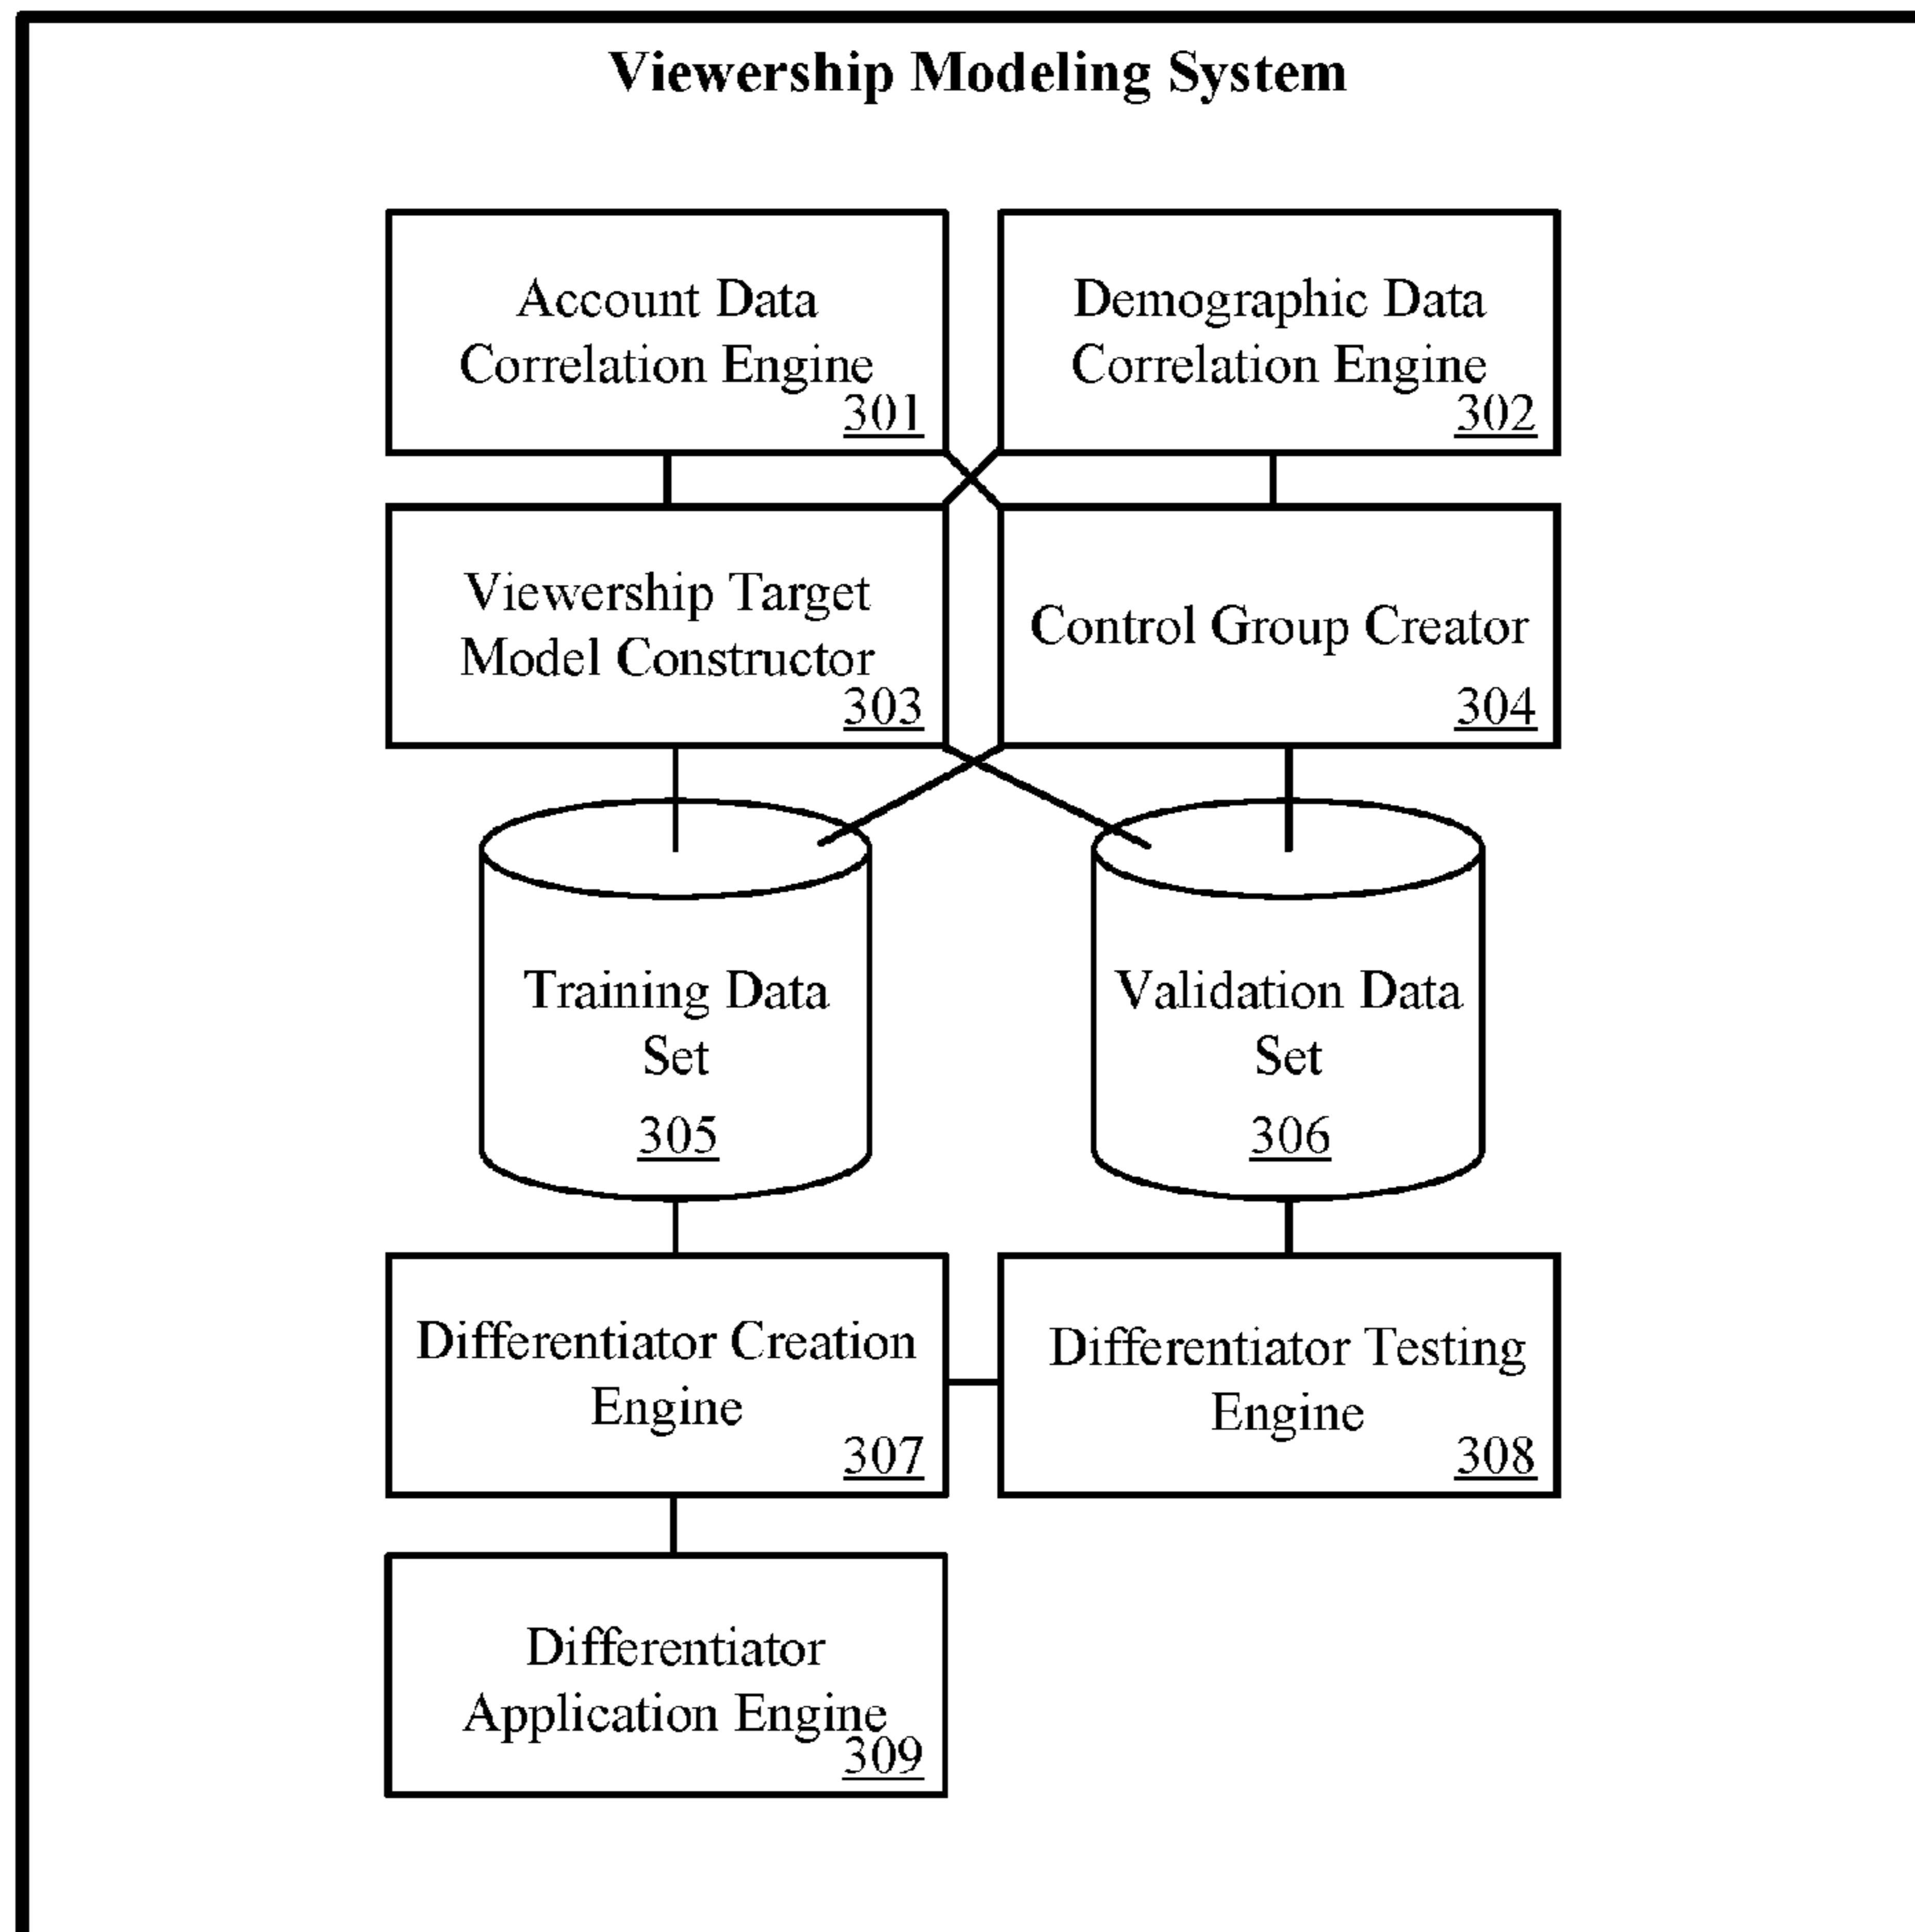 Viewership Modeling System
Account Data
Correlation Engine
301
Demographic Data
Correlation Engine
302
Viewership Target
Model Constructor
303
Control Group Creator
304
Training Data
Set
305
Validation Data
Set
306
Differentiator Creation
Engine
307
Differentiator Testing
Engine
308
Differentiator
Application Engine
309